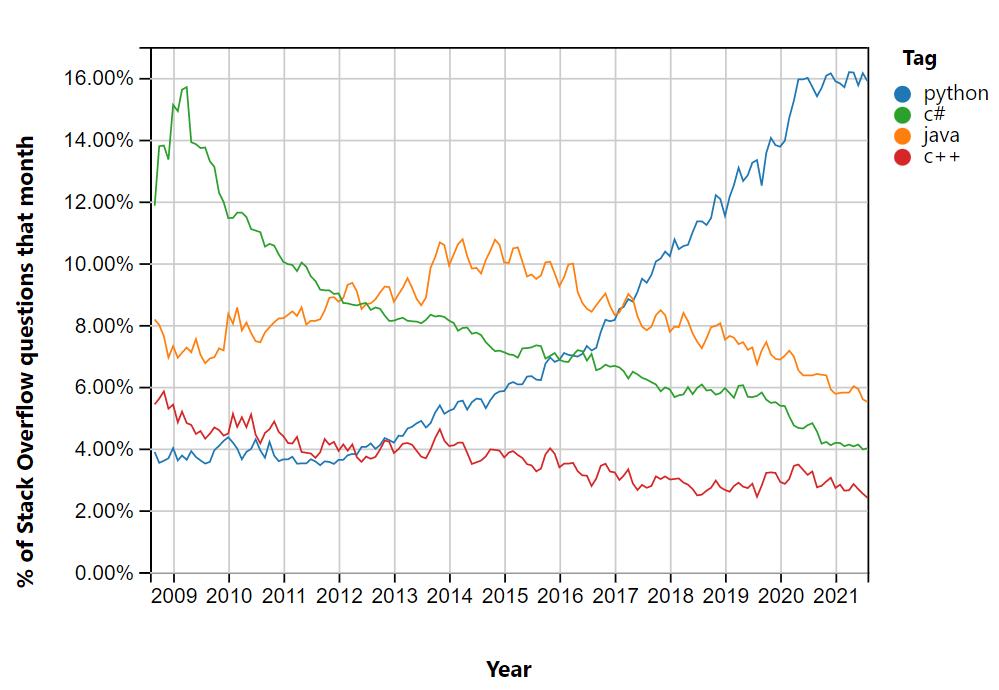 % of Stack Overflow questions that month
16.00%
14.00%
12.00%
10.00%
8.00%
6.00%
4.00%
2.00%
0.00%
2009 2010 2011 2012 2013 2014 2015 2016 2017 2018 2019 2020 2021
Year
Tag
python
c#
java
c++